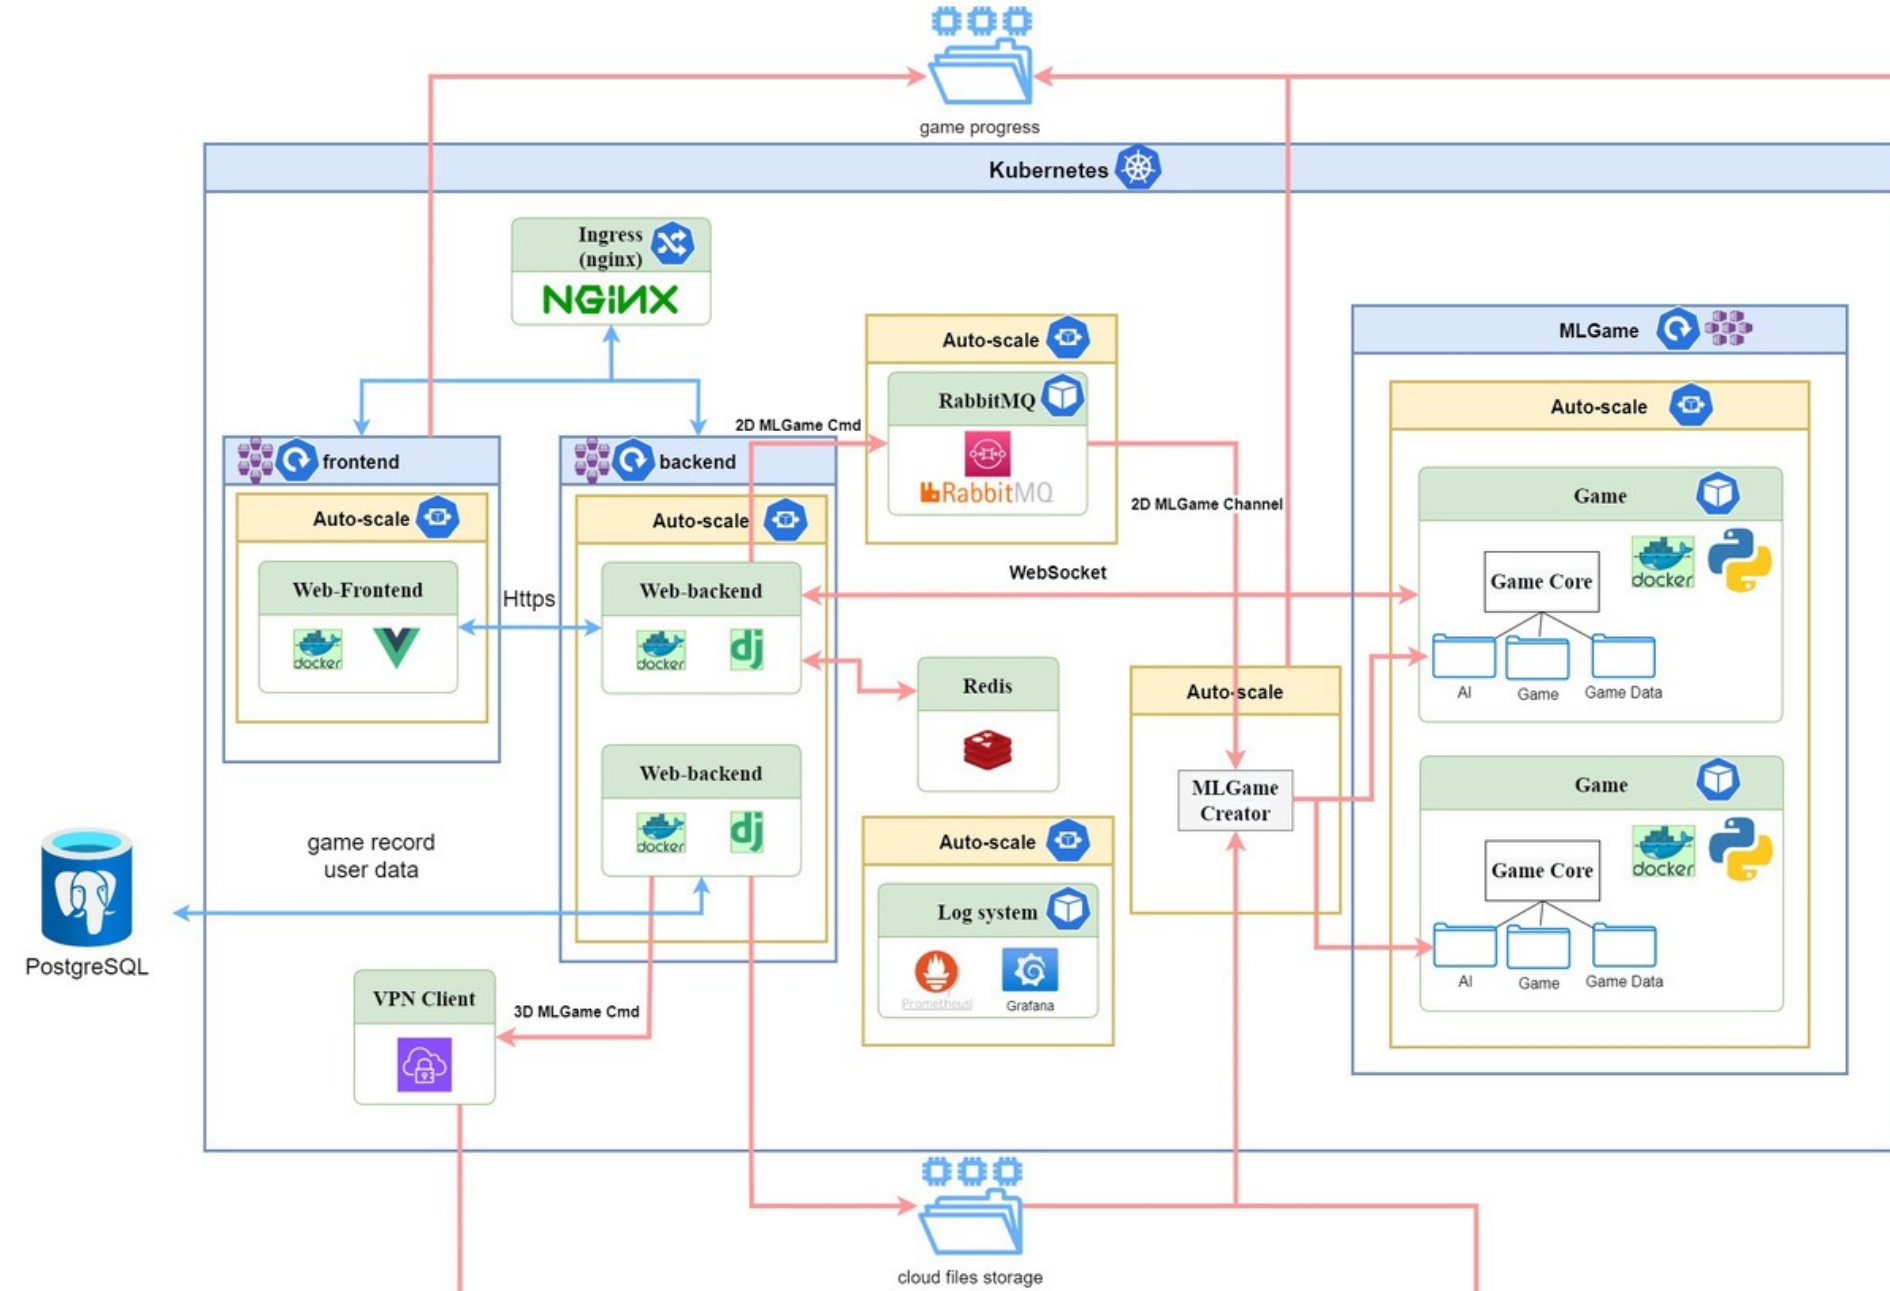 game progress
Kubernetes
Ingress
(nginx)
NGiNX
Auto-scale
RabbitMQ
RabbitMQ
2D MLGame Cmd
2D MLGame Channel
MLGame
Auto-scale
Game
docker
Game Core
AI
Game
Game Data
Game
docker
Game Core
AI
Game
Game Data
frontend
Auto-scale
Web-Frontend
docker
Https
backend
Auto-scale
Web-backend
docker
dj
Web-backend
docker
dj
WebSocket
Redis
Auto-scale
MLGame
Creator
Auto-scale
Log system
Prometheus
Grafana
game record
user data
PostgreSQL
VPN Client
3D MLGame Cmd
cloud files storage